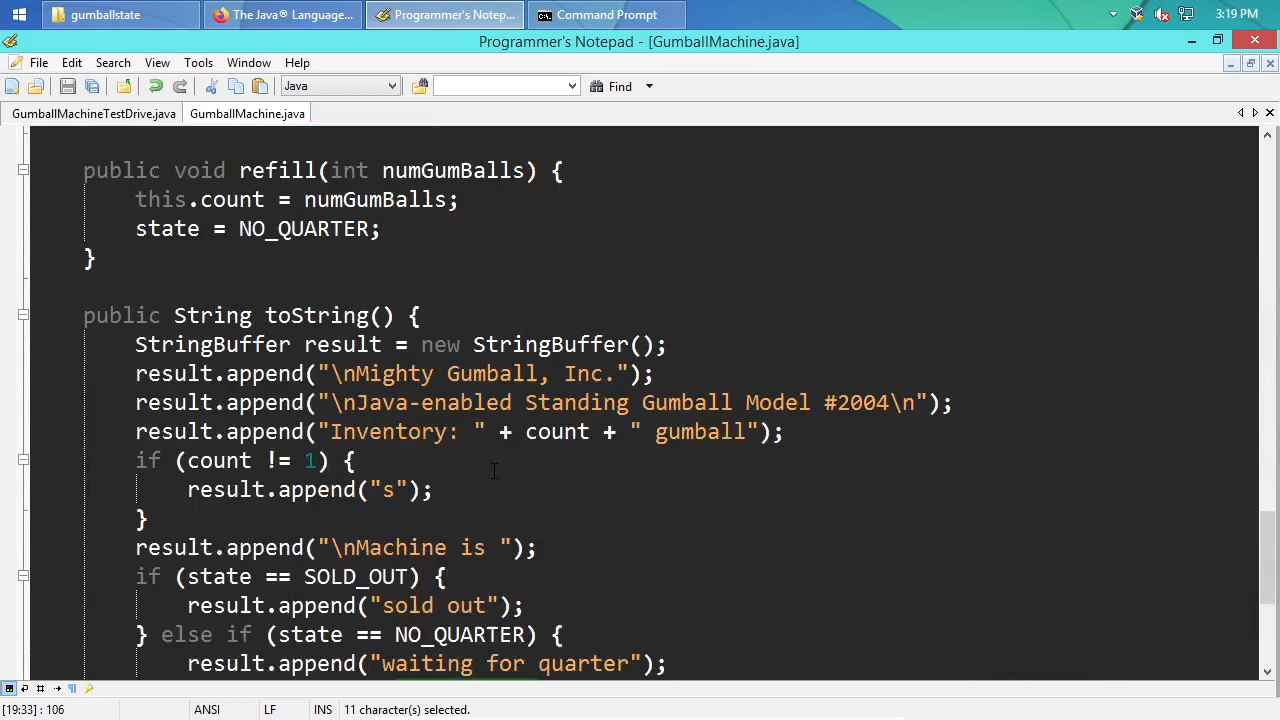 gumballstate The Java® Language... Programmer's Notep... Command Prompt 3:19 PM
Programmer's Notepad - [GumballMachine.java]
File Edit Search View Tools Window Help
Java Find
GumballMachineTestDrive.java GumballMachine.java
public void refill(int numGumBalls) {
this.count = numGumBalls;
state = NO_QUARTER;
}
public String toString() {
StringBuffer result = new StringBuffer();
result.append("\nMighty Gumball, Inc.");
result.append("\nJava-enabled Standing Gumball Model #2004\n");
result.append("Inventory: " + count + " gumball");
if (count != 1) {
result.append("s");
}
result.append("\nMachine is ");
if (state == SOLD_OUT) {
result.append("sold out");
} else if (state == NO_QUARTER) {
result.append("waiting for quarter");
[19:33] : 106 ANSI LF INS 11 character(s) selected.